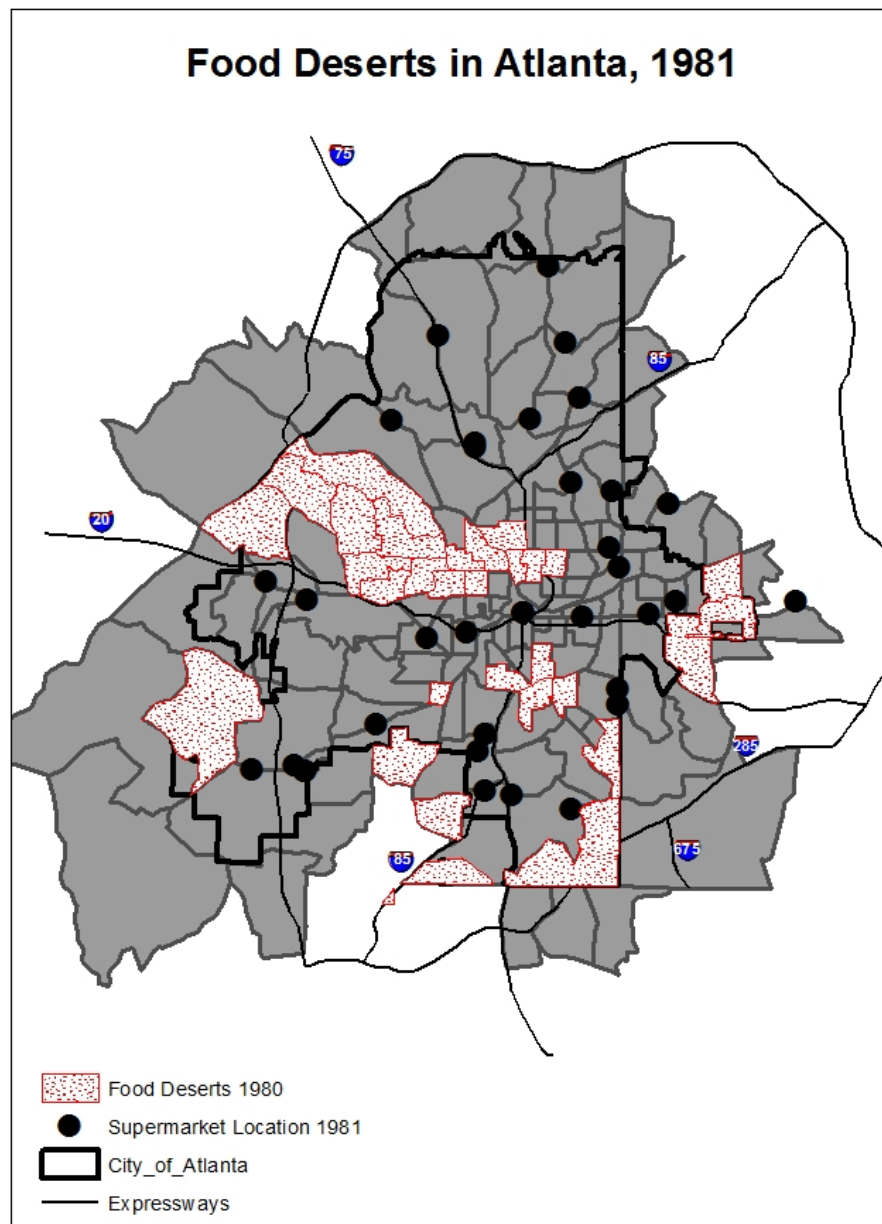 Food Deserts in Atlanta, 1981
75
85
20
285
675
85
Food Deserts 1980
Supermarket Location 1981
City_of_Atlanta
Expressways